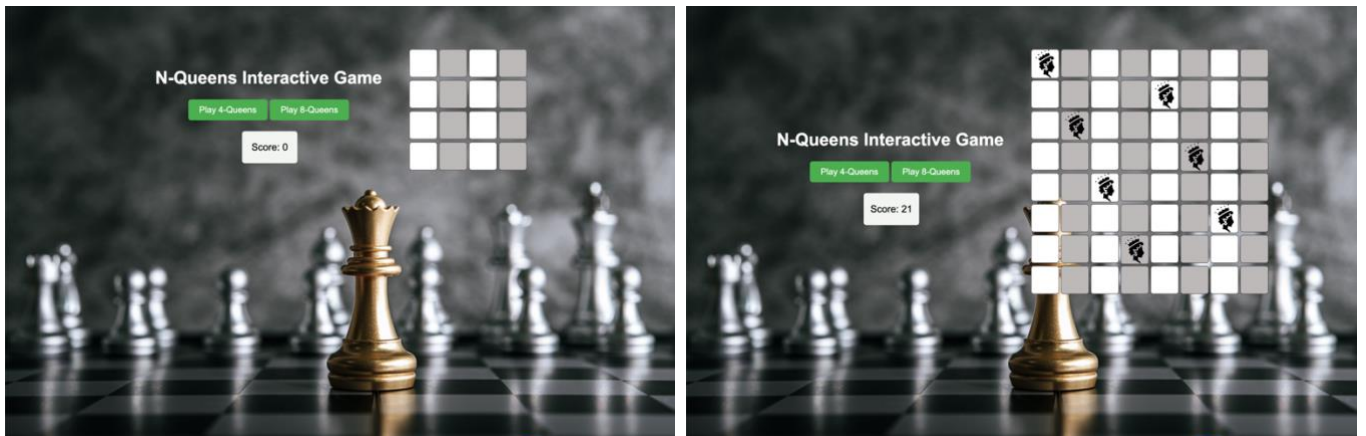 N-Queens Interactive Game
Play 4-Queens Play 8-Queens
Score: 0
N-Queens Interactive Game
Play 4-Queens Play 8-Queens
Score: 21